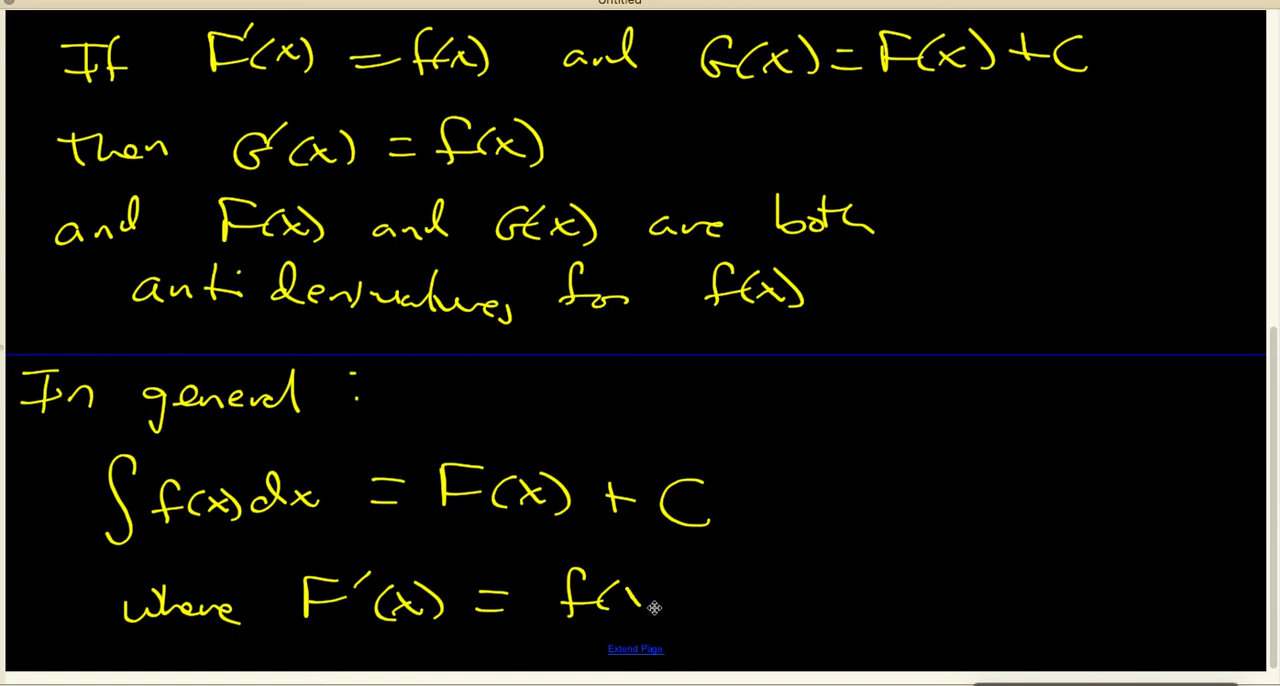 Untitled
If F'(x) = f(x) and G(x) = F(x) + C
then G'(x) = f(x)
and F(x) and G(x) are both
antiderivatives for f(x)
In general :
∫ f(x) dx = F(x) + C
where F'(x) = f(
Extend Page